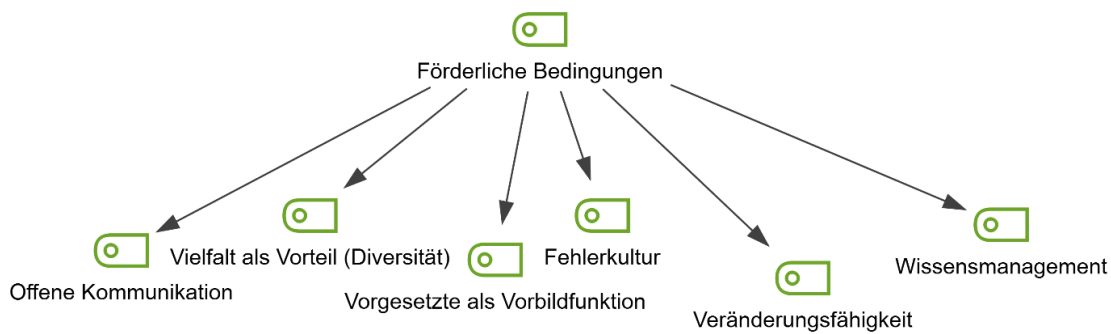 Förderliche Bedingungen
Vielfalt als Vorteil (Diversität)
Fehlerkultur
Wissensmanagement
Offene Kommunikation
Vorgesetzte als Vorbildfunktion
Veränderungsfähigkeit